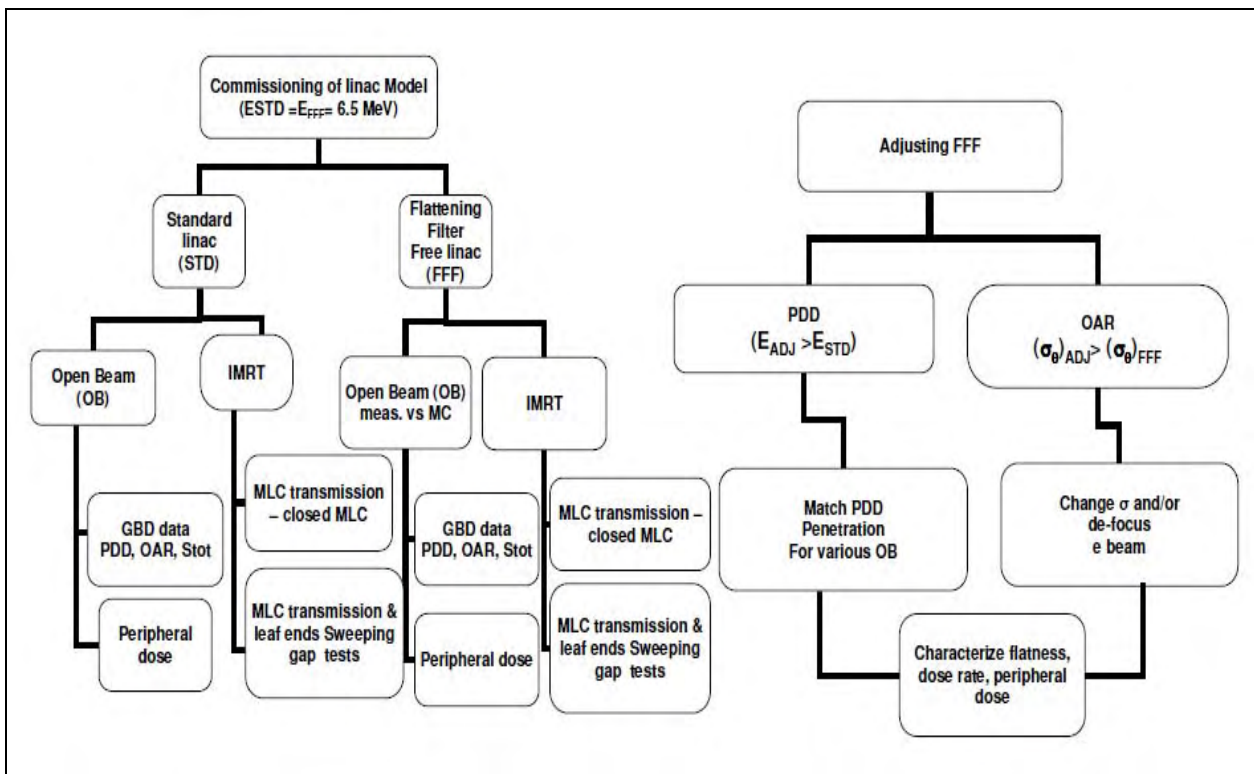 Commissioning of linac Model
(ESTD =EFFF= 6.5 MeV)
Standard
linac
(STD)
Flattening
Filter
Free linac
(FFF)
Open Beam
(OB)
IMRT
Open Beam (OB)
meas. vs MC
IMRT
GBD data
PDD, OAR, Stot
MLC transmission
– closed MLC
GBD data
PDD, OAR, Stot
MLC transmission –
closed MLC
Peripheral
dose
MLC transmission &
leaf ends Sweeping
gap tests
Peripheral dose
MLC transmission &
leaf ends Sweeping
gap tests
Adjusting FFF
PDD
(EADJ >ESTD)
OAR
(σθ)ADJ> (σθ)FFF
Match PDD
Penetration
For various OB
Change σ and/or
de-focus
e beam
Characterize flatness,
dose rate, peripheral
dose